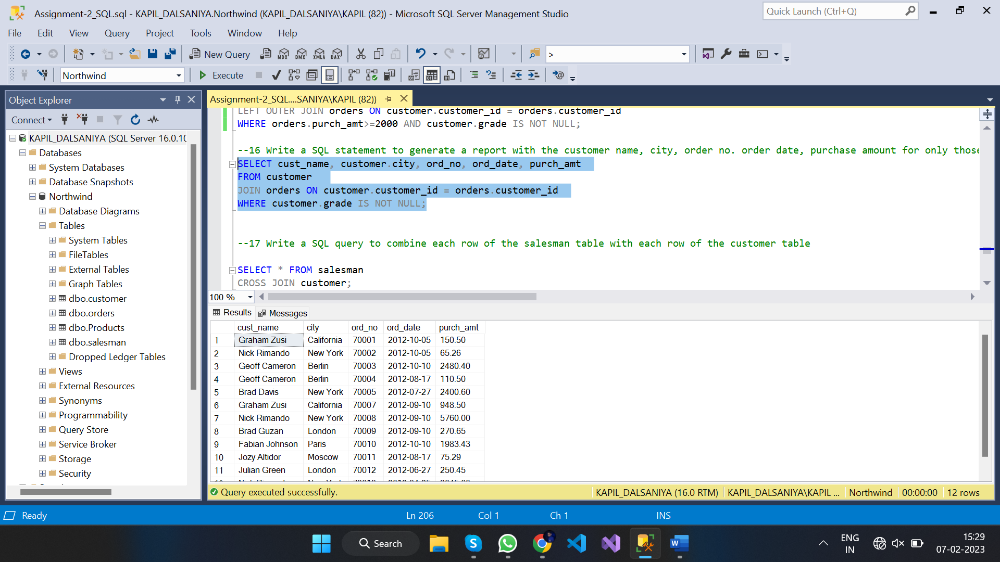 Assignment-2_SQL.sql - KAPIL_DALSANIYA.Northwind (KAPIL_DALSANIYA\KAPIL (82)) - Microsoft SQL Server Management Studio
Quick Launch (Ctrl+Q)
File Edit View Query Project Tools Window Help
New Query MDX DMX XMLA DAX >
Northwind Execute
Object Explorer
Connect
KAPIL_DALSANIYA (SQL Server 16.0.10
Databases
System Databases
Database Snapshots
Northwind
Database Diagrams
Tables
System Tables
FileTables
External Tables
Graph Tables
dbo.customer
dbo.orders
dbo.Products
dbo.salesman
Dropped Ledger Tables
Views
External Resources
Synonyms
Programmability
Query Store
Service Broker
Storage
Security
Assignment-2_SQL....SANIYA\KAPIL (82))
LEFT OUTER JOIN orders ON customer.customer_id = orders.customer_id
WHERE orders.purch_amt>=2000 AND customer.grade IS NOT NULL;
--16 Write a SQL statement to generate a report with the customer name, city, order no. order date, purchase amount for only those
SELECT cust_name, customer.city, ord_no, ord_date, purch_amt
FROM customer
JOIN orders ON customer.customer_id = orders.customer_id
WHERE customer.grade IS NOT NULL;
--17 Write a SQL query to combine each row of the salesman table with each row of the customer table
SELECT * FROM salesman
CROSS JOIN customer;
100 %
Results Messages
cust_name city ord_no ord_date purch_amt
1 Graham Zusi California 70001 2012-10-05 150.50
2 Nick Rimando New York 70002 2012-10-05 65.26
3 Geoff Cameron Berlin 70003 2012-10-10 2480.40
4 Geoff Cameron Berlin 70004 2012-08-17 110.50
5 Brad Davis New York 70005 2012-07-27 2400.60
6 Graham Zusi California 70007 2012-09-10 948.50
7 Nick Rimando New York 70008 2012-09-10 5760.00
8 Brad Guzan London 70009 2012-09-10 270.65
9 Fabian Johnson Paris 70010 2012-10-10 1983.43
10 Jozy Altidor Moscow 70011 2012-08-17 75.29
11 Julian Green London 70012 2012-06-27 250.45
Query executed successfully. KAPIL_DALSANIYA (16.0 RTM) KAPIL_DALSANIYA\KAPIL ... Northwind 00:00:00 12 rows
Ready Ln 206 Col 1 Ch 1 INS
Search
ENG
IN
15:29
07-02-2023